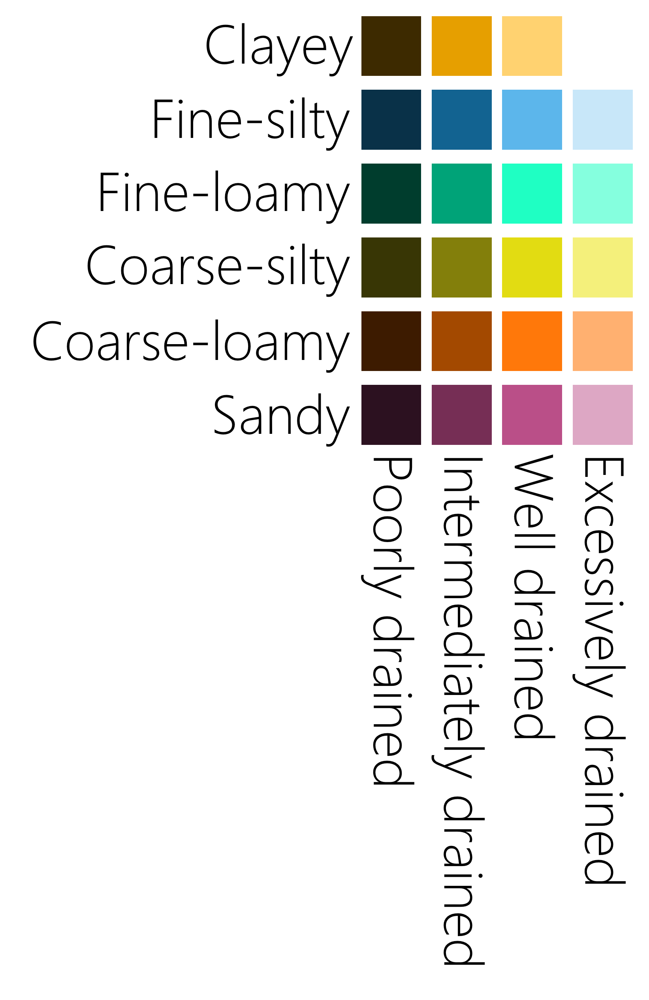 Clayey
Fine-silty
Fine-loamy
Coarse-silty
Coarse-loamy
Sandy
Poorly drained
Intermediately drained
Well drained
Excessively drained